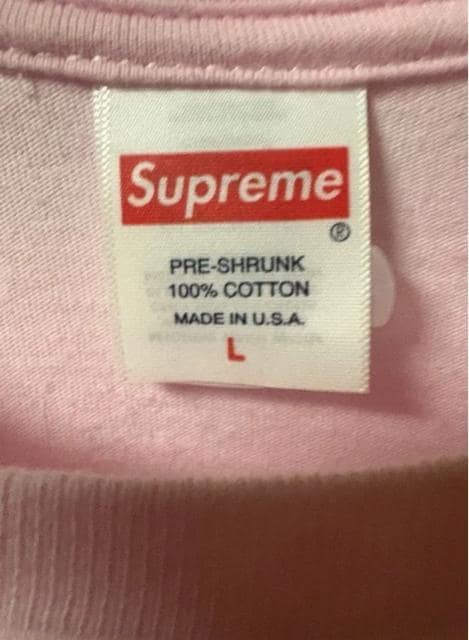 Supreme
®
PRE-SHRUNK
100% COTTON
MADE IN U.S.A.
L